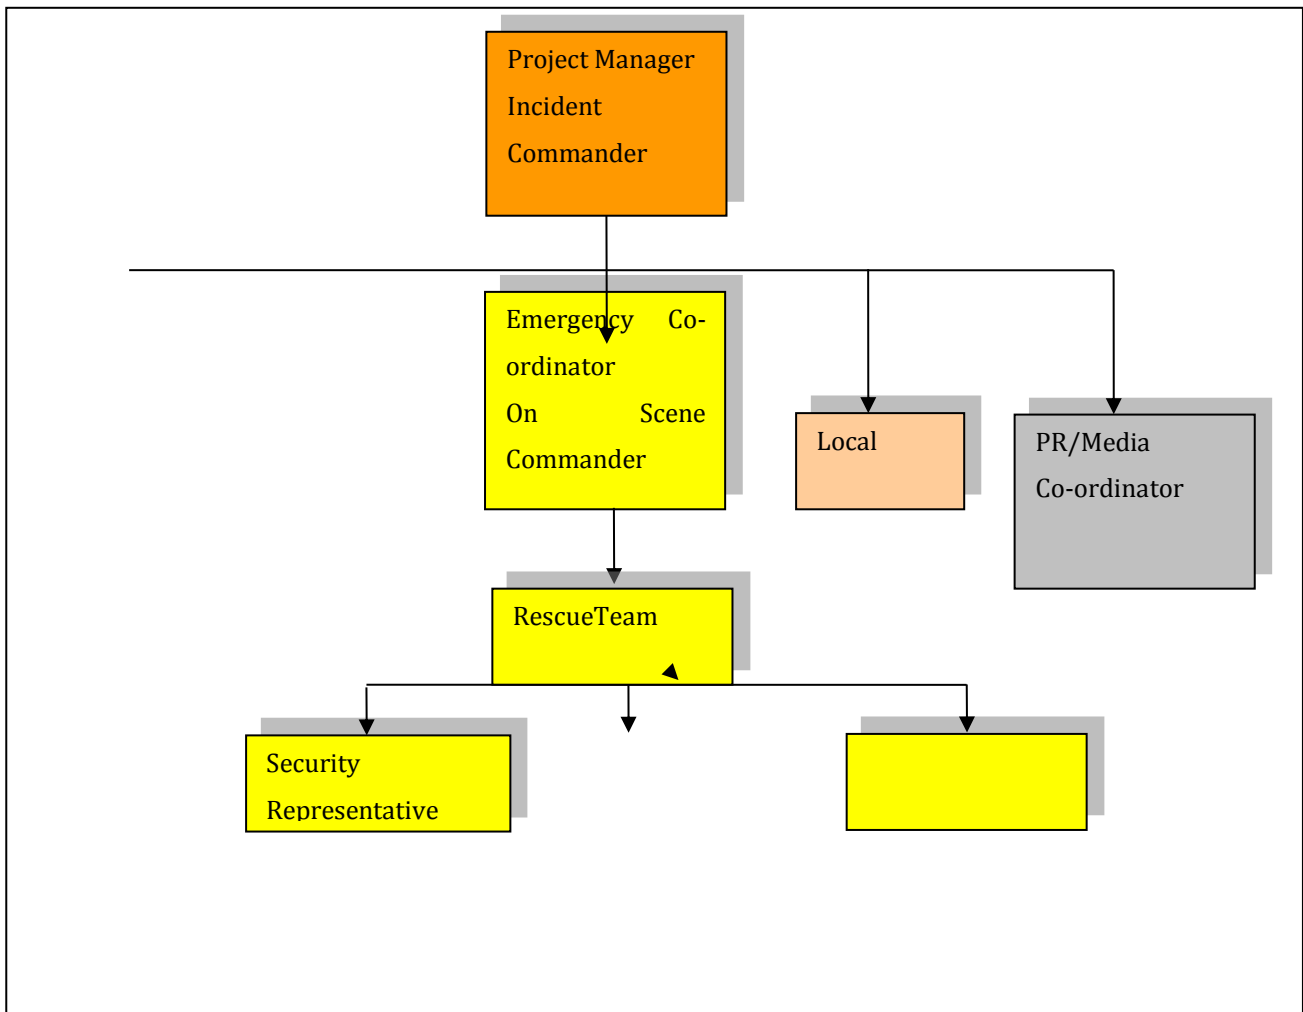 Project Manager
Incident
Commander
Emergency Co-
ordinator
On Scene
Commander
Local
PR/Media
Co-ordinator
RescueTeam
Security
Representative